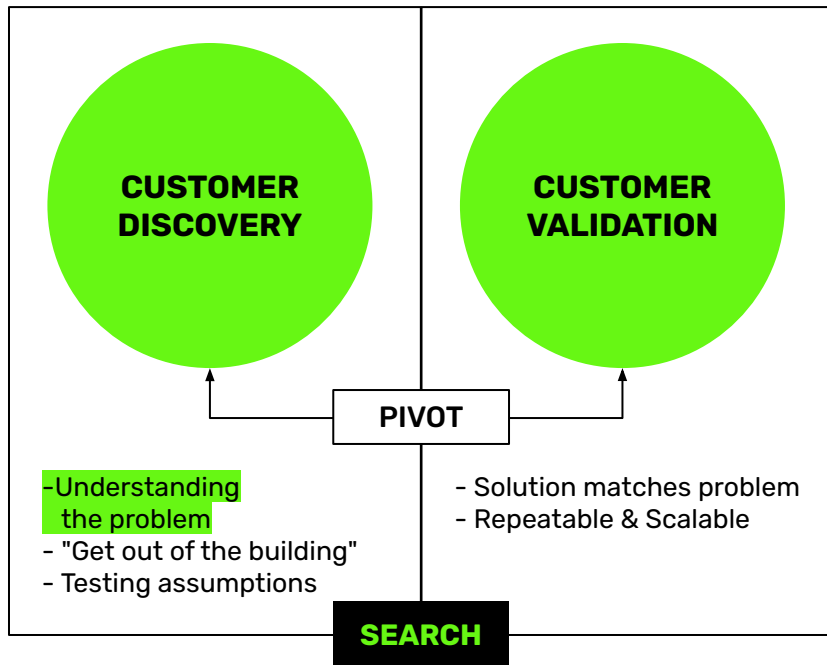 CUSTOMER
DISCOVERY
CUSTOMER
VALIDATION
PIVOT
-Understanding
the problem
- "Get out of the building"
- Testing assumptions
- Solution matches problem
- Repeatable & Scalable
SEARCH